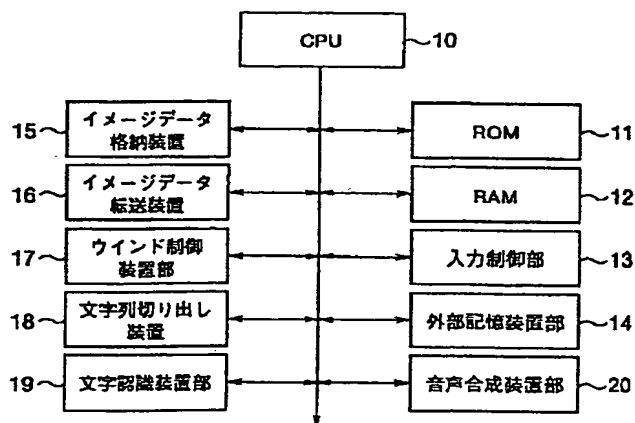 CPU
10
15
イメージデータ
格納装置
ROM
11
16
イメージデータ
転送装置
RAM
12
17
ウインド制御
装置部
入力制御部
13
18
文字列切り出し
装置
外部記憶装置部
14
19
文字認識装置部
音声合成装置部
20